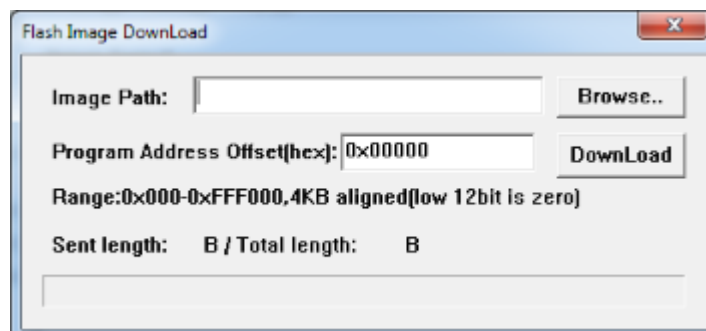 Flash Image DownLoad
Image Path: Browse..
Program Address Offset(hex): 0x00000 DownLoad
Range:0x000-0xFFF000,4KB aligned(low 12bit is zero)
Sent length: B / Total length: B